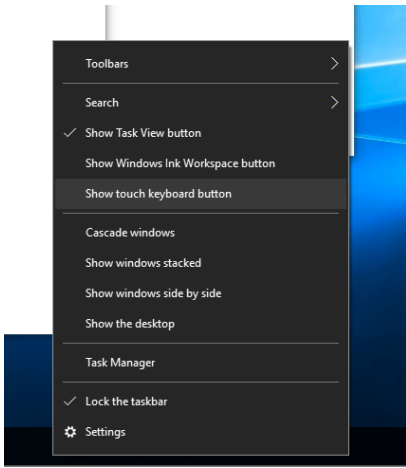 Toolbars
Search
Show Task View button
Show Windows Ink Workspace button
Show touch keyboard button
Cascade windows
Show windows stacked
Show windows side by side
Show the desktop
Task Manager
Lock the taskbar
Settings